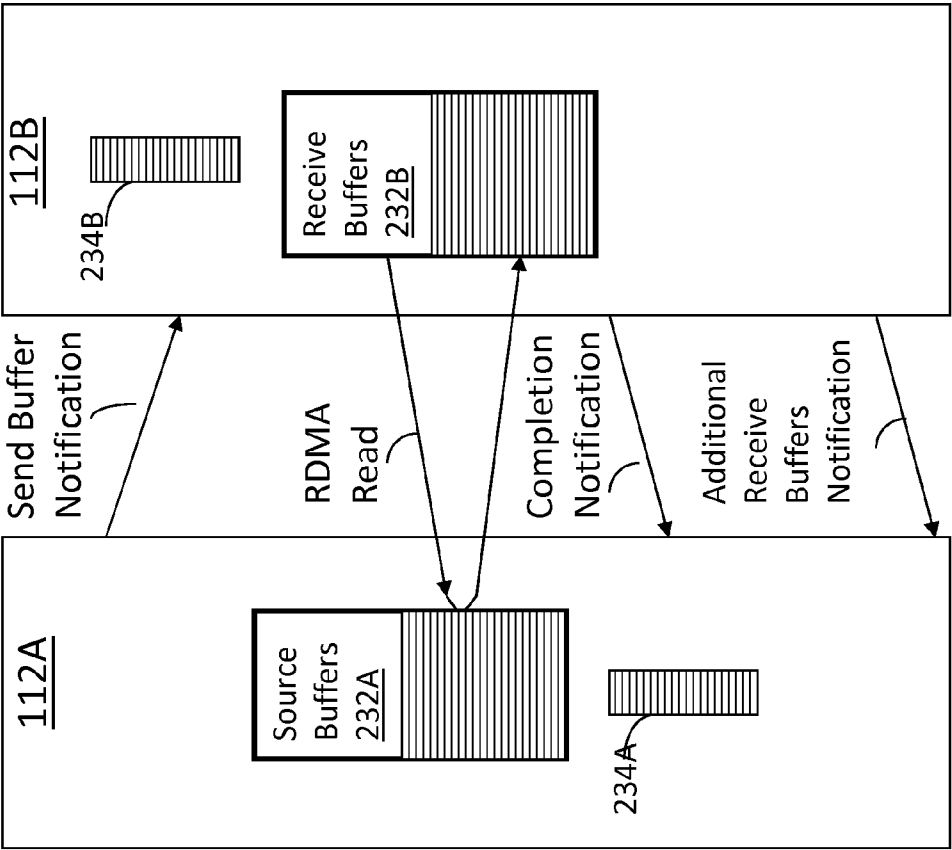 112A
Source
Buffers
232A
234A
Send Buffer
Notification
RDMA
Read
Completion
Notification
Additional
Receive
Buffers
Notification
112B
234B
Receive
Buffers
232B